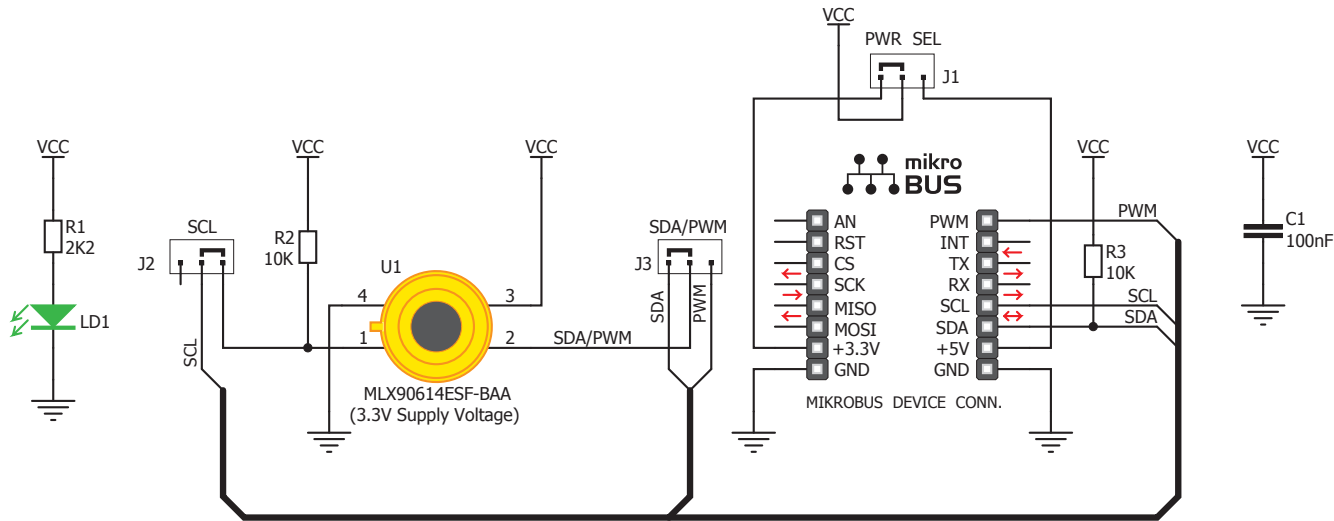 VCC
PWR SEL
J1
VCC
VCC
VCC
VCC
VCC
mikro
BUS
R1
2K2
SCL
J2
R2
10K
U1
SDA/PWM
J3
4
3
1
2
SDA/PWM
SDA
PWM
SCL
LD1
MLX90614ESF-BAA
(3.3V Supply Voltage)
AN
RST
CS
SCK
MISO
MOSI
+3.3V
GND
PWM
INT
TX
RX
SCL
SDA
+5V
GND
MIKROBUS DEVICE CONN.
PWM
R3
10K
SCL
SDA
C1
100nF